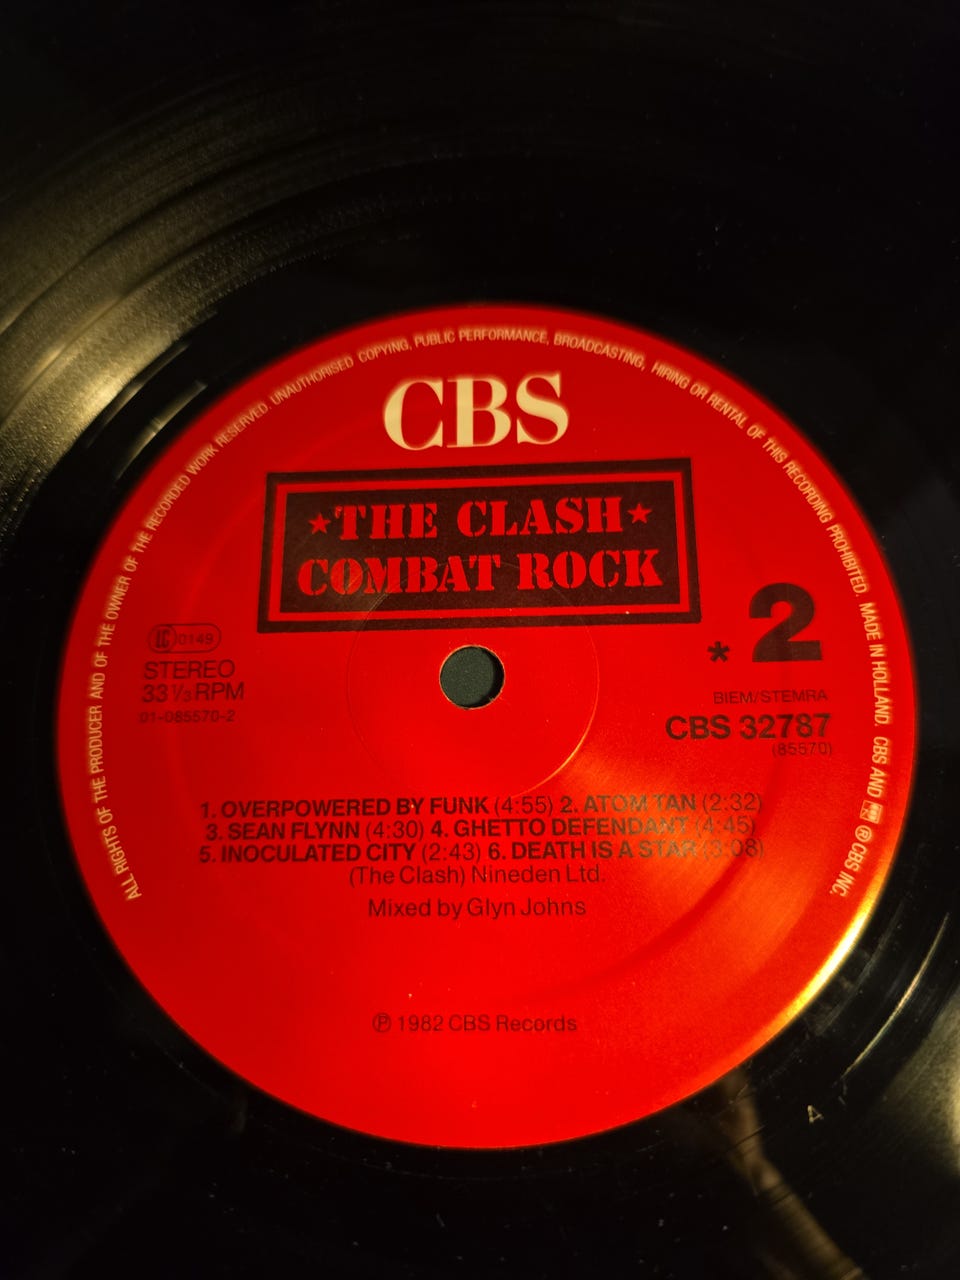 ALL RIGHTS OF THE PRODUCER AND OF THE OWNER OF THE RECORDED WORK RESERVED. UNAUTHORISED COPYING, PUBLIC PERFORMANCE, BROADCASTING, HIRING OR RENTAL OF THIS RECORDING PROHIBITED. MADE IN HOLLAND. CBS AND ® CBS INC.
CBS
★THE CLASH★
COMBAT ROCK
LC 0149
STEREO
33⅓ RPM
01-085570-2
* 2
BIEM/STEMRA
CBS 32787
(85570)
1. OVERPOWERED BY FUNK (4:55) 2. ATOM TAN (2:32)
3. SEAN FLYNN (4:30) 4. GHETTO DEFENDANT (4:45)
5. INOCULATED CITY (2:43) 6. DEATH IS A STAR (3:08)
(The Clash) Nineden Ltd.
Mixed by Glyn Johns
℗ 1982 CBS Records
A